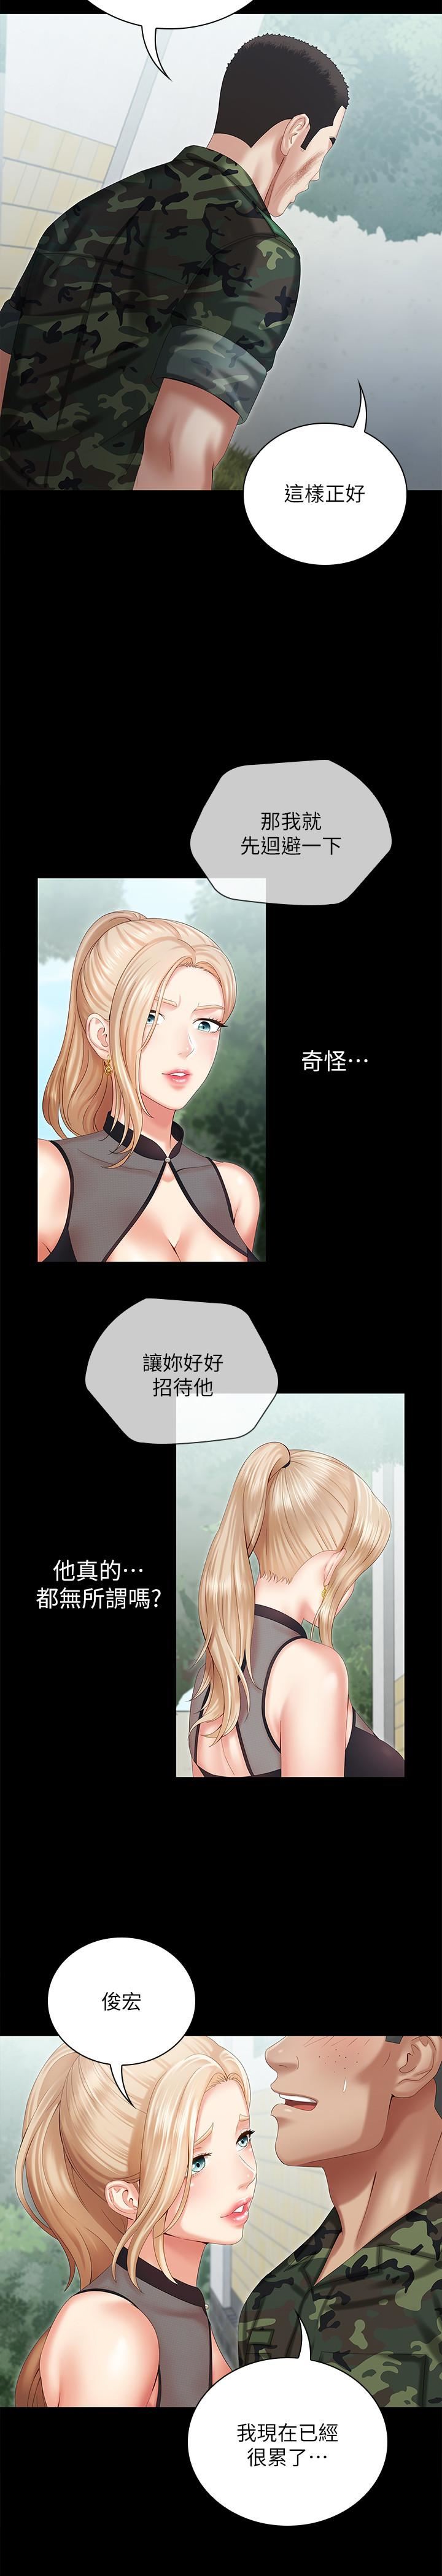 這樣正好
那我就
先迴避一下
奇怪⋯
讓妳好好
招待他
他真的⋯
都無所謂嗎?
俊宏
我現在已經
很累了⋯